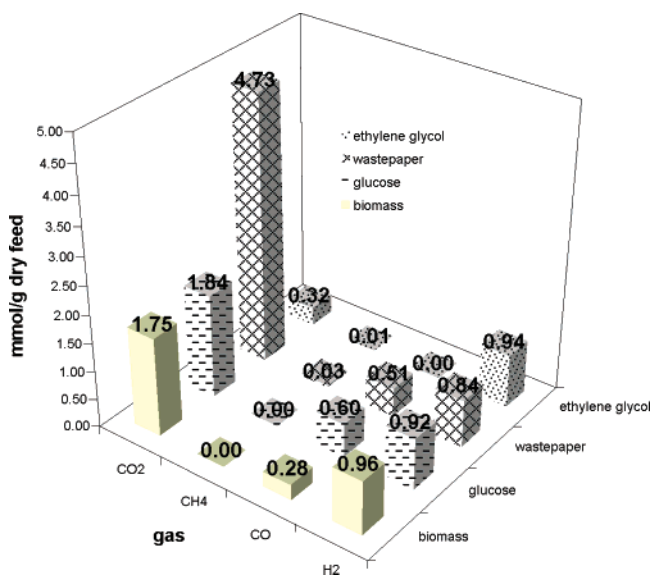 4.73
5.00
4.50
4.00
3.50
3.00
2.50
2.00
1.50
1.00
0.50
0.00
mmol/g dry feed
ethylene glycol
wastepaper
glucose
biomass
1.84
0.32
1.75
0.01
0.94
0.03
0.00
0.51
0.84
0.00
0.60
0.92
0.00
0.28
0.96
ethylene glycol
wastepaper
glucose
biomass
CO2
CH4
CO
H2
gas